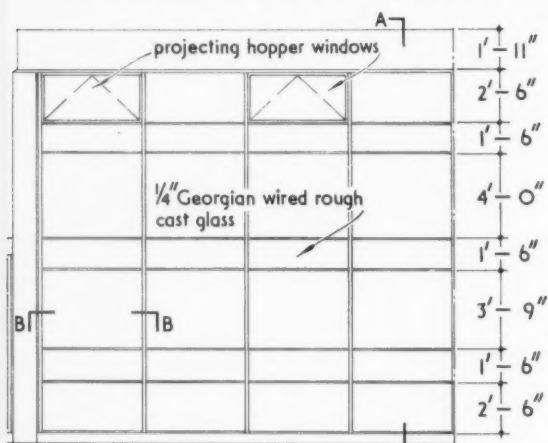 A
projecting hopper windows
1' - 11"
2' - 6"
1' - 6"
4' - 0"
1/4" Georgian wired rough
cast glass
1' - 6"
B B
3' - 9"
1' - 6"
2' - 6"